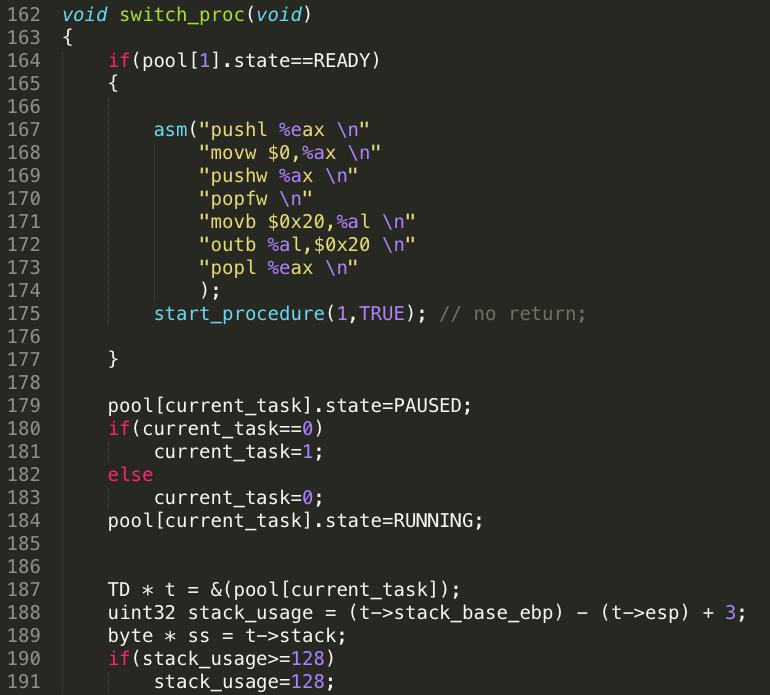 162 void switch_proc(void)
163 {
164     if(pool[1].state==READY)
165     {
166
167         asm("pushl %eax \n"
168             "movw $0,%ax \n"
169             "pushw %ax \n"
170             "popfw \n"
171             "movb $0x20,%al \n"
172             "outb %al,$0x20 \n"
173             "popl %eax \n"
174             );
175         start_procedure(1,TRUE); // no return;
176
177     }
178
179     pool[current_task].state=PAUSED;
180     if(current_task==0)
181         current_task=1;
182     else
183         current_task=0;
184     pool[current_task].state=RUNNING;
185
186
187     TD * t = &(pool[current_task]);
188     uint32 stack_usage = (t->stack_base_ebp) - (t->esp) + 3;
189     byte * ss = t->stack;
190     if(stack_usage>=128)
191         stack_usage=128;